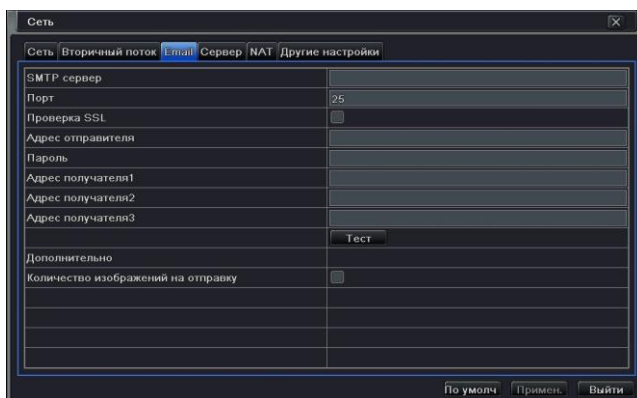 Сеть
Сеть Вторичный поток Email Сервер NAT Другие настройки
SMTP сервер
Порт 25
Проверка SSL
Адрес отправителя
Пароль
Адрес получателя1
Адрес получателя2
Адрес получателя3
Тест
Дополнительно
Количество изображений на отправку
По умолч Примен. Выйти